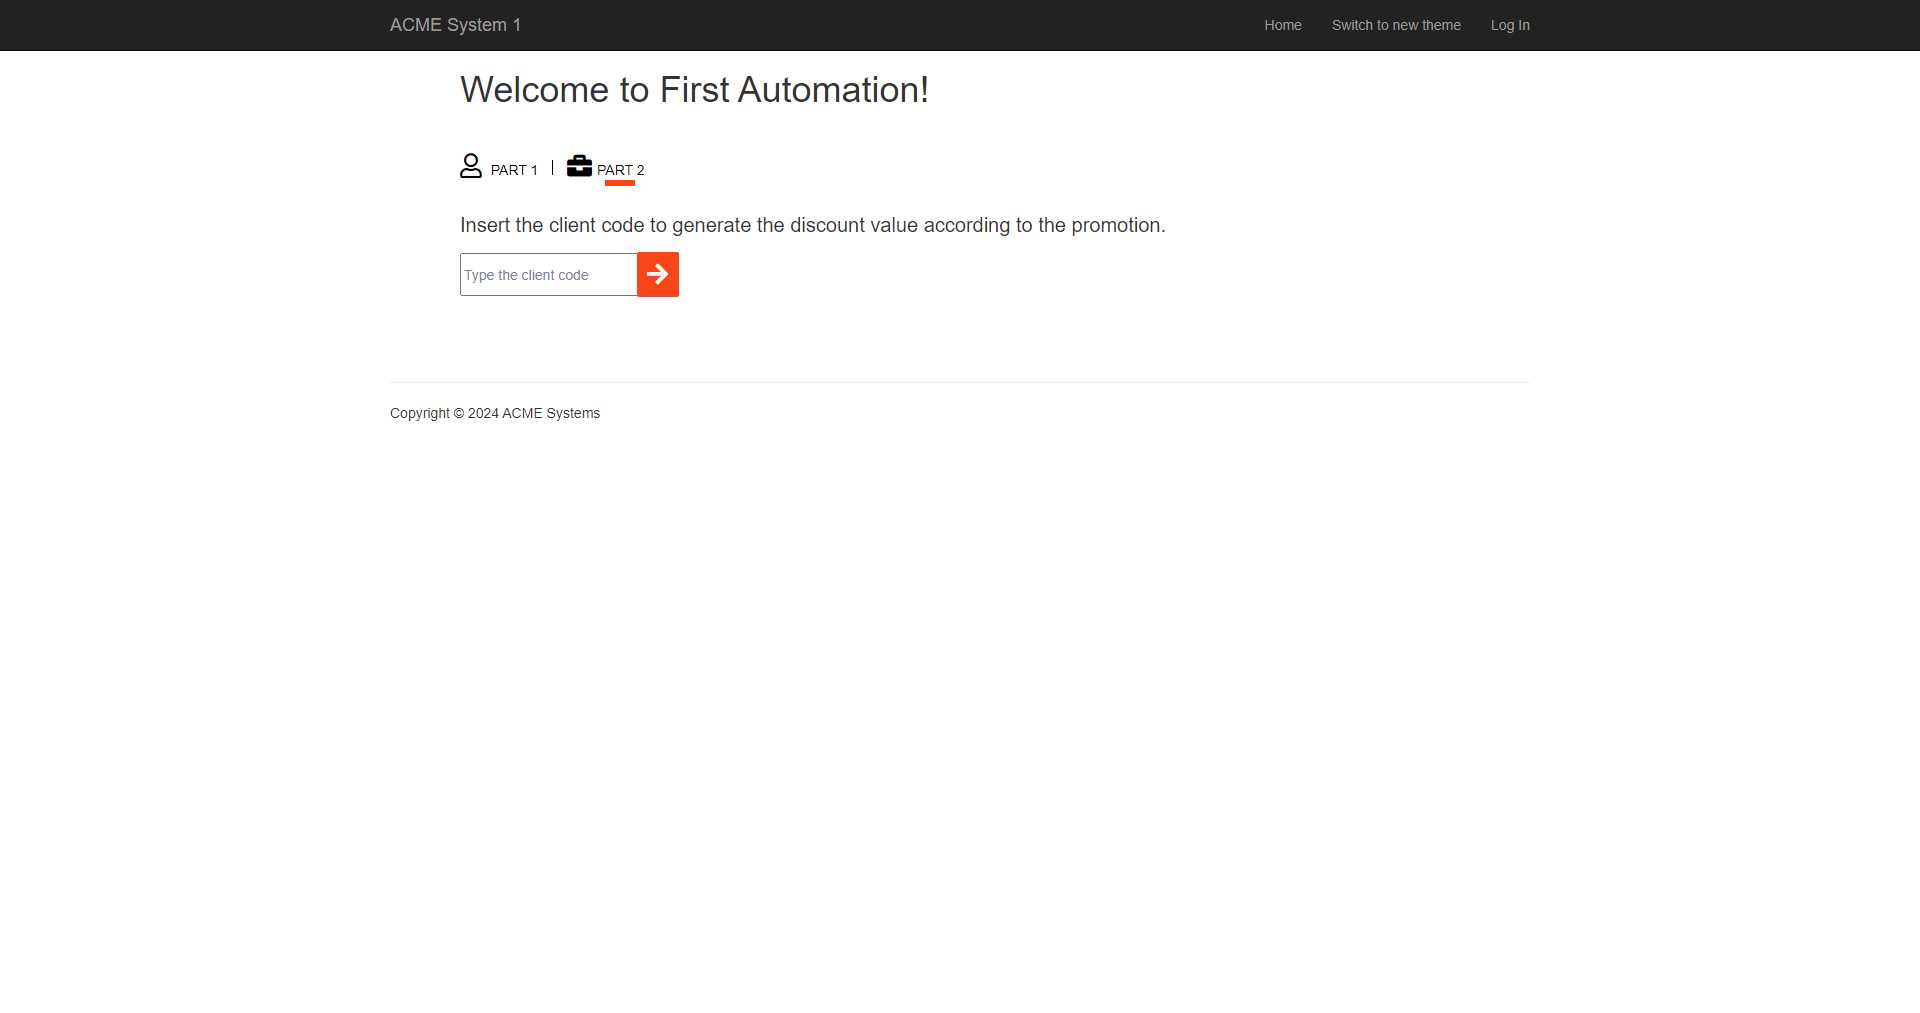 ACME System 1
Home
Switch to new theme
Log In
Welcome to First Automation!
PART 1
PART 2
Insert the client code to generate the discount value according to the promotion.
Type the client code
Copyright © 2024 ACME Systems